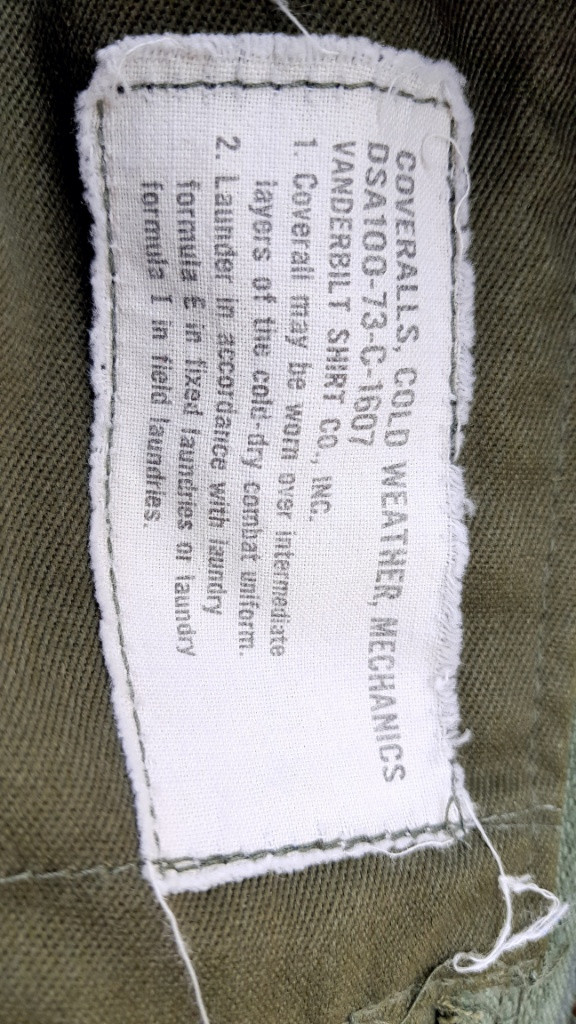 COVERALLS, COLD WEATHER, MECHANICS
DSA100-73-C-1607
VANDERBILT SHIRT CO., INC.
1. Coverall may be worn over intermediate
layers of the cold-dry combat uniform.
2. Launder in accordance with laundry
formula E in fixed laundries or laundry
formula I in field laundries.